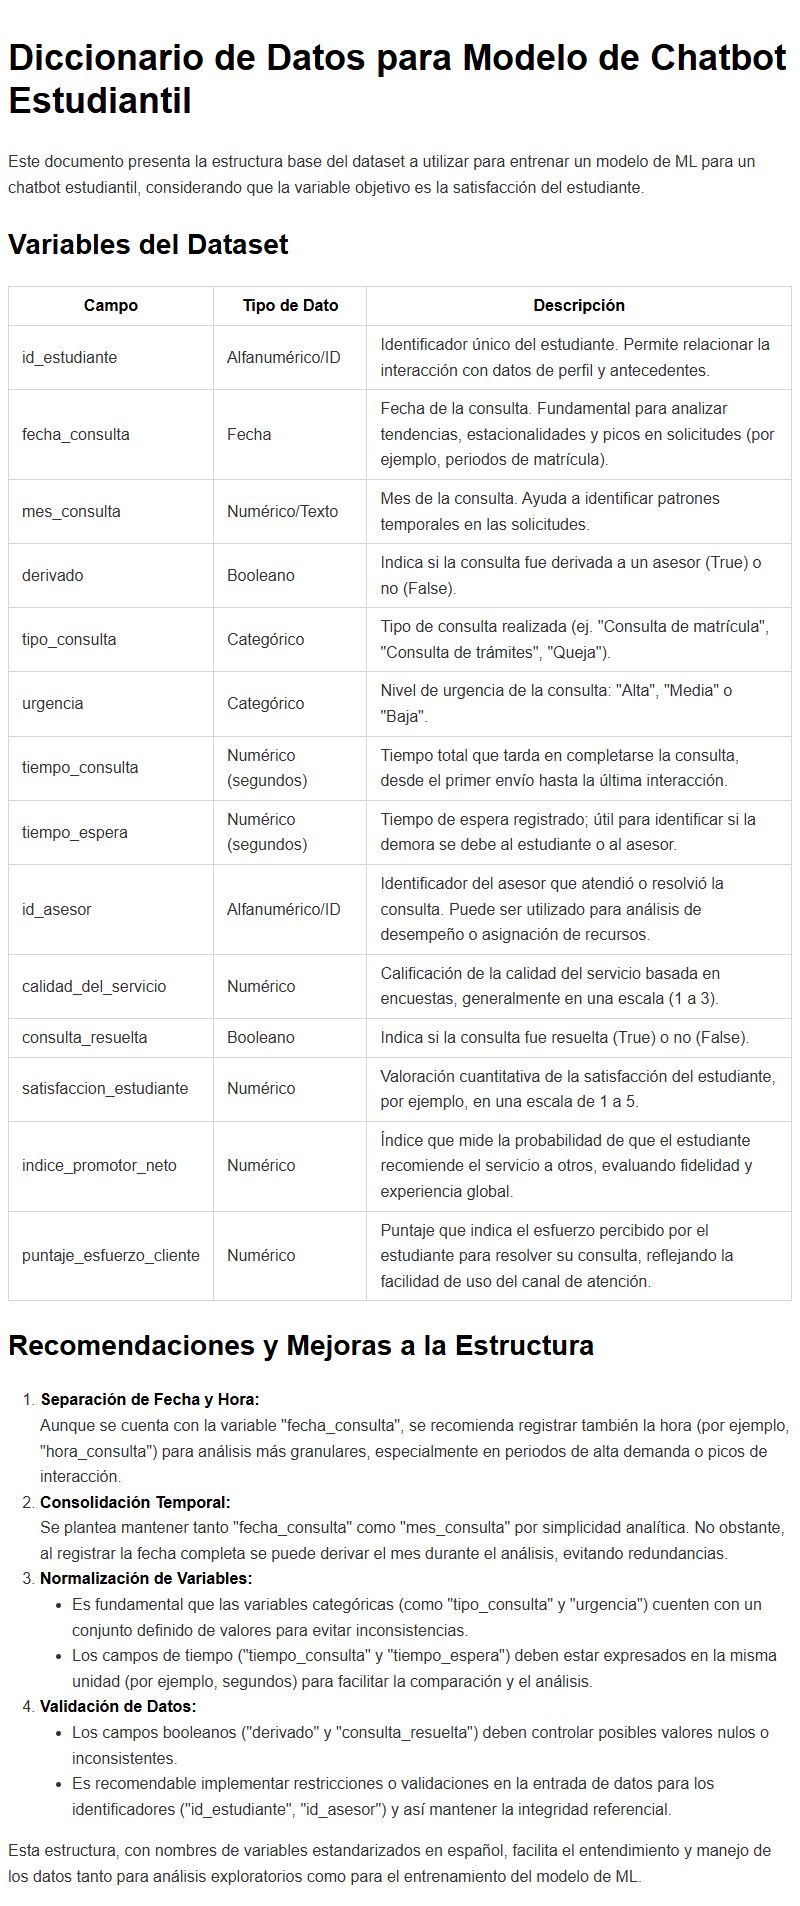 Diccionario de Datos para Modelo de Chatbot
Estudiantil
Este documento presenta la estructura base del dataset a utilizar para entrenar un modelo de ML para un
chatbot estudiantil, considerando que la variable objetivo es la satisfacción del estudiante.
Variables del Dataset
Campo Tipo de Dato Descripción
id_estudiante Alfanumérico/ID Identificador único del estudiante. Permite relacionar la
interacción con datos de perfil y antecedentes.
fecha_consulta Fecha Fecha de la consulta. Fundamental para analizar
tendencias, estacionalidades y picos en solicitudes (por
ejemplo, periodos de matrícula).
mes_consulta Numérico/Texto Mes de la consulta. Ayuda a identificar patrones
temporales en las solicitudes.
derivado Booleano Indica si la consulta fue derivada a un asesor (True) o
no (False).
tipo_consulta Categórico Tipo de consulta realizada (ej. "Consulta de matrícula",
"Consulta de trámites", "Queja").
urgencia Categórico Nivel de urgencia de la consulta: "Alta", "Media" o
"Baja".
tiempo_consulta Numérico
(segundos) Tiempo total que tarda en completarse la consulta,
desde el primer envío hasta la última interacción.
tiempo_espera Numérico
(segundos) Tiempo de espera registrado; útil para identificar si la
demora se debe al estudiante o al asesor.
id_asesor Alfanumérico/ID Identificador del asesor que atendió o resolvió la
consulta. Puede ser utilizado para análisis de
desempeño o asignación de recursos.
calidad_del_servicio Numérico Calificación de la calidad del servicio basada en
encuestas, generalmente en una escala (1 a 3).
consulta_resuelta Booleano Indica si la consulta fue resuelta (True) o no (False).
satisfaccion_estudiante Numérico Valoración cuantitativa de la satisfacción del estudiante,
por ejemplo, en una escala de 1 a 5.
indice_promotor_neto Numérico Índice que mide la probabilidad de que el estudiante
recomiende el servicio a otros, evaluando fidelidad y
experiencia global.
puntaje_esfuerzo_cliente Numérico Puntaje que indica el esfuerzo percibido por el
estudiante para resolver su consulta, reflejando la
facilidad de uso del canal de atención.
Recomendaciones y Mejoras a la Estructura
1. Separación de Fecha y Hora:
Aunque se cuenta con la variable "fecha_consulta", se recomienda registrar también la hora (por ejemplo,
"hora_consulta") para análisis más granulares, especialmente en periodos de alta demanda o picos de
interacción.
2. Consolidación Temporal:
Se plantea mantener tanto "fecha_consulta" como "mes_consulta" por simplicidad analítica. No obstante,
al registrar la fecha completa se puede derivar el mes durante el análisis, evitando redundancias.
3. Normalización de Variables:
• Es fundamental que las variables categóricas (como "tipo_consulta" y "urgencia") cuenten con un
conjunto definido de valores para evitar inconsistencias.
• Los campos de tiempo ("tiempo_consulta" y "tiempo_espera") deben estar expresados en la misma
unidad (por ejemplo, segundos) para facilitar la comparación y el análisis.
4. Validación de Datos:
• Los campos booleanos ("derivado" y "consulta_resuelta") deben controlar posibles valores nulos o
inconsistentes.
• Es recomendable implementar restricciones o validaciones en la entrada de datos para los
identificadores ("id_estudiante", "id_asesor") y así mantener la integridad referencial.
Esta estructura, con nombres de variables estandarizados en español, facilita el entendimiento y manejo de
los datos tanto para análisis exploratorios como para el entrenamiento del modelo de ML.